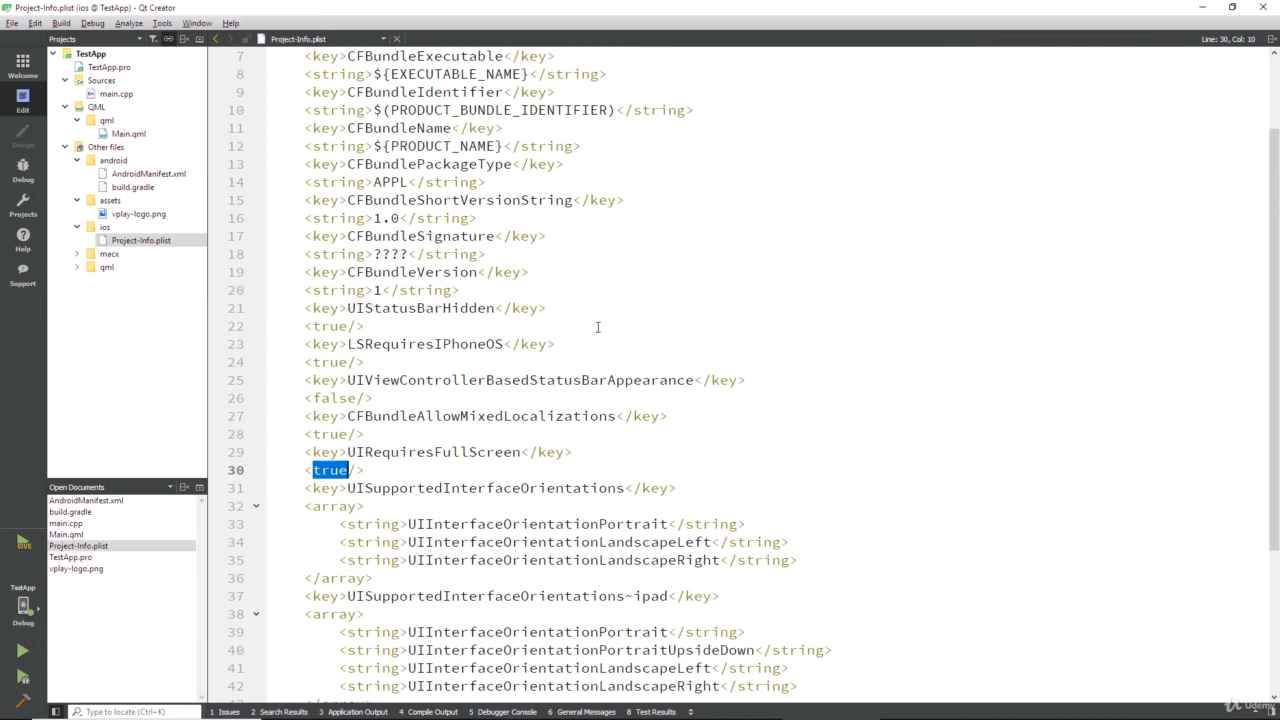 Project-Info.plist (ios @ TestApp) - Qt Creator
File Edit Build Debug Analyze Tools Window Help
Projects
Project-Info.plist
Line: 30, Col: 10
Welcome
Edit
Design
Debug
Projects
Help
Support
LIVE
TestApp
Debug
TestApp
TestApp.pro
Sources
main.cpp
QML
qml
Main.qml
Other files
android
AndroidManifest.xml
build.gradle
assets
vplay-logo.png
ios
Project-Info.plist
macx
qml
Open Documents
AndroidManifest.xml
build.gradle
main.cpp
Main.qml
Project-Info.plist
TestApp.pro
vplay-logo.png
7 <key>CFBundleExecutable</key>
8 <string>${EXECUTABLE_NAME}</string>
9 <key>CFBundleIdentifier</key>
10 <string>$(PRODUCT_BUNDLE_IDENTIFIER)</string>
11 <key>CFBundleName</key>
12 <string>${PRODUCT_NAME}</string>
13 <key>CFBundlePackageType</key>
14 <string>APPL</string>
15 <key>CFBundleShortVersionString</key>
16 <string>1.0</string>
17 <key>CFBundleSignature</key>
18 <string>????</string>
19 <key>CFBundleVersion</key>
20 <string>1</string>
21 <key>UIStatusBarHidden</key>
22 <true/>
23 <key>LSRequiresIPhoneOS</key>
24 <true/>
25 <key>UIViewControllerBasedStatusBarAppearance</key>
26 <false/>
27 <key>CFBundleAllowMixedLocalizations</key>
28 <true/>
29 <key>UIRequiresFullScreen</key>
30 <true/>
31 <key>UISupportedInterfaceOrientations</key>
32 <array>
33 <string>UIInterfaceOrientationPortrait</string>
34 <string>UIInterfaceOrientationLandscapeLeft</string>
35 <string>UIInterfaceOrientationLandscapeRight</string>
36 </array>
37 <key>UISupportedInterfaceOrientations~ipad</key>
38 <array>
39 <string>UIInterfaceOrientationPortrait</string>
40 <string>UIInterfaceOrientationPortraitUpsideDown</string>
41 <string>UIInterfaceOrientationLandscapeLeft</string>
42 <string>UIInterfaceOrientationLandscapeRight</string>
Type to locate (Ctrl+K)
1 Issues 2 Search Results 3 Application Output 4 Compile Output 5 Debugger Console 6 General Messages 8 Test Results
Udemy